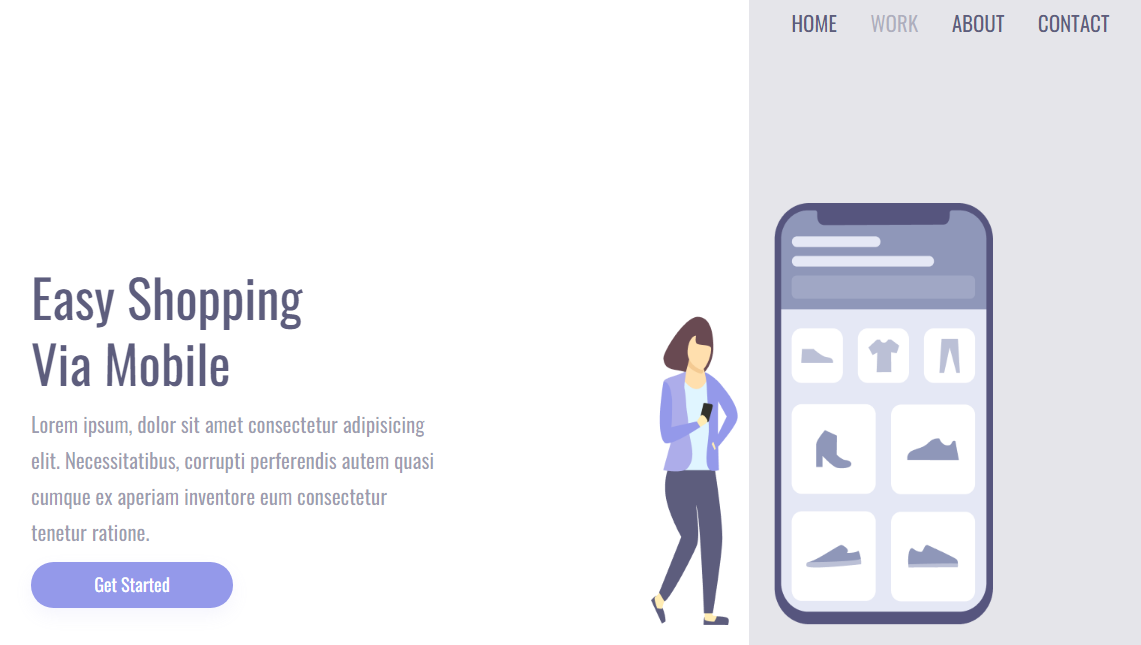 HOME WORK ABOUT CONTACT
Easy Shopping
Via Mobile
Lorem ipsum, dolor sit amet consectetur adipisicing
elit. Necessitatibus, corrupti perferendis autem quasi
cumque ex aperiam inventore eum consectetur
tenetur ratione.
Get Started